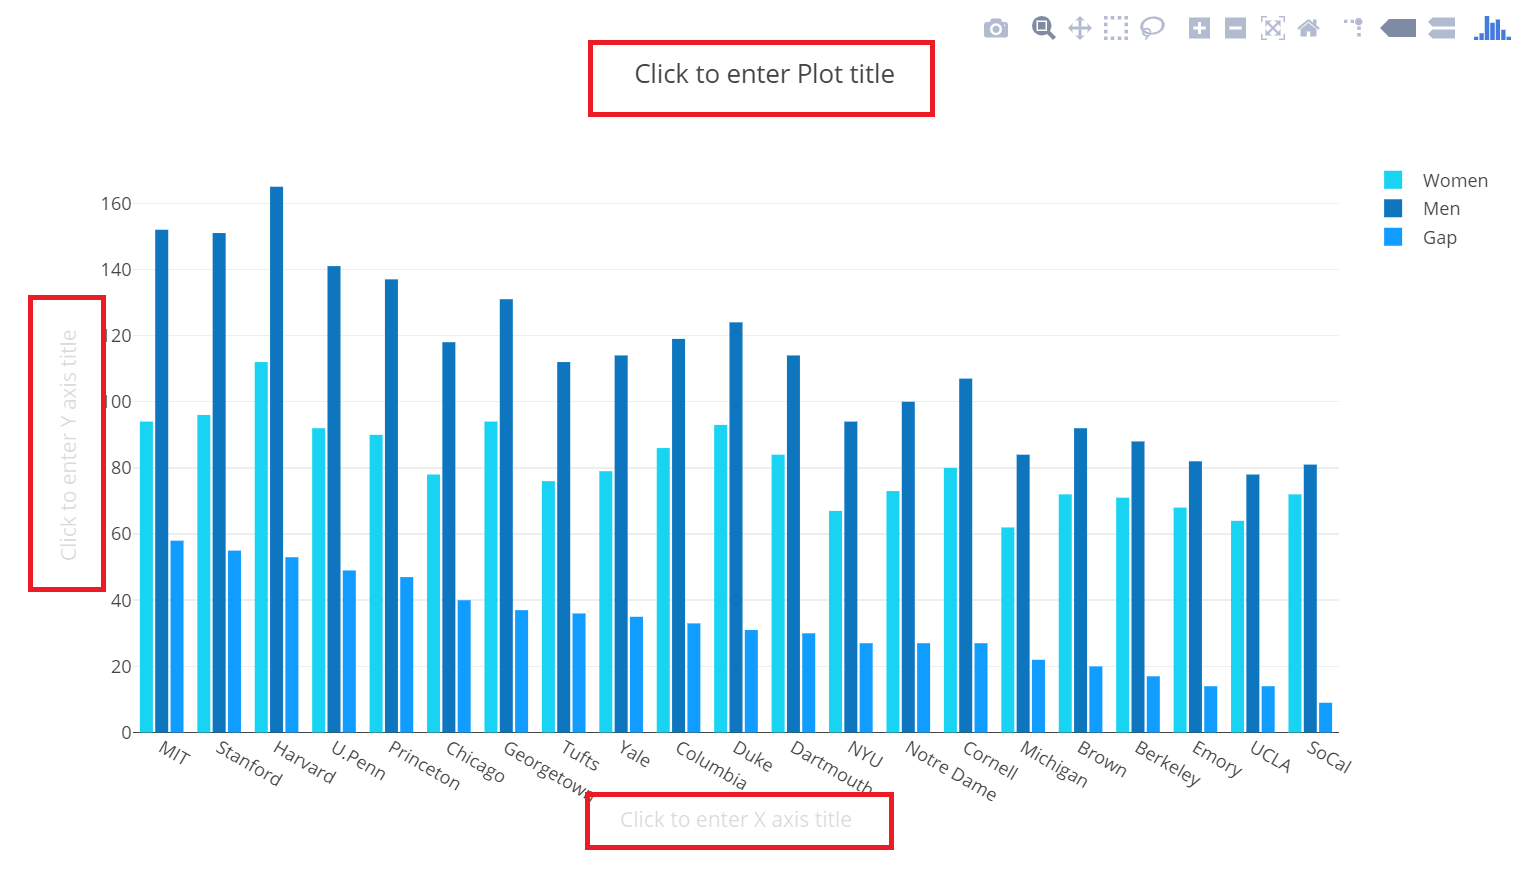 Click to enter Plot title
Women
Men
Gap
160
140
120
100
80
60
40
20
0
Click to enter Y axis title
MIT
Stanford
Harvard
U.Penn
Princeton
Chicago
Georgetown
Tufts
Yale
Columbia
Duke
Dartmouth
NYU
Notre Dame
Cornell
Michigan
Brown
Berkeley
Emory
UCLA
SoCal
Click to enter X axis title